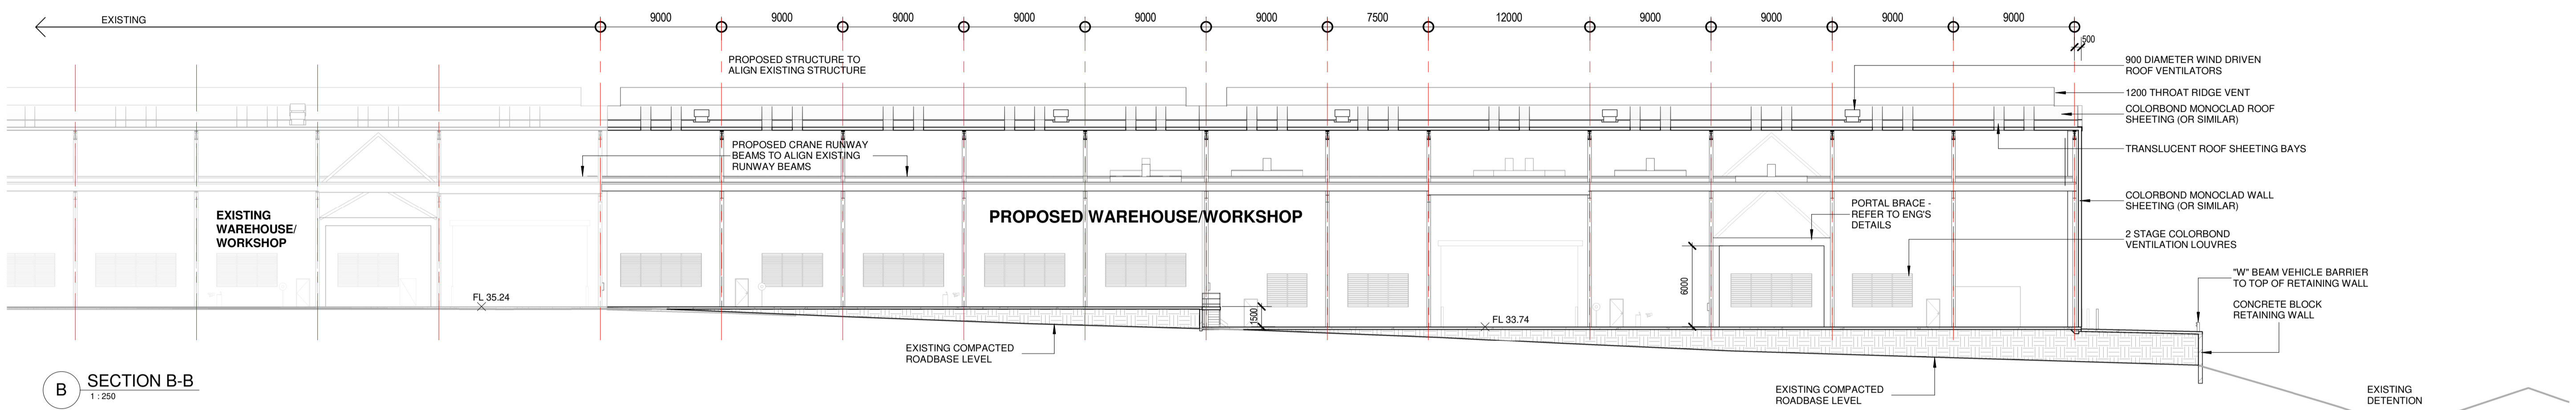 EXISTING
9000
9000
9000
9000
9000
9000
7500
12000
9000
9000
9000
9000
500
PROPOSED STRUCTURE TO
ALIGN EXISTING STRUCTURE
900 DIAMETER WIND DRIVEN
ROOF VENTILATORS
1200 THROAT RIDGE VENT
COLORBOND MONOCLAD ROOF
SHEETING (OR SIMILAR)
TRANSLUCENT ROOF SHEETING BAYS
PROPOSED CRANE RUNWAY
BEAMS TO ALIGN EXISTING
RUNWAY BEAMS
COLORBOND MONOCLAD WALL
SHEETING (OR SIMILAR)
EXISTING
WAREHOUSE/
WORKSHOP
PROPOSED WAREHOUSE/WORKSHOP
PORTAL BRACE -
REFER TO ENG'S
DETAILS
2 STAGE COLORBOND
VENTILATION LOUVRES
"W" BEAM VEHICLE BARRIER
TO TOP OF RETAINING WALL
CONCRETE BLOCK
RETAINING WALL
6000
FL 35.24
1500
FL 33.74
EXISTING COMPACTED
ROADBASE LEVEL
B
SECTION B-B
1 : 250
EXISTING COMPACTED
ROADBASE LEVEL
EXISTING
DETENTION